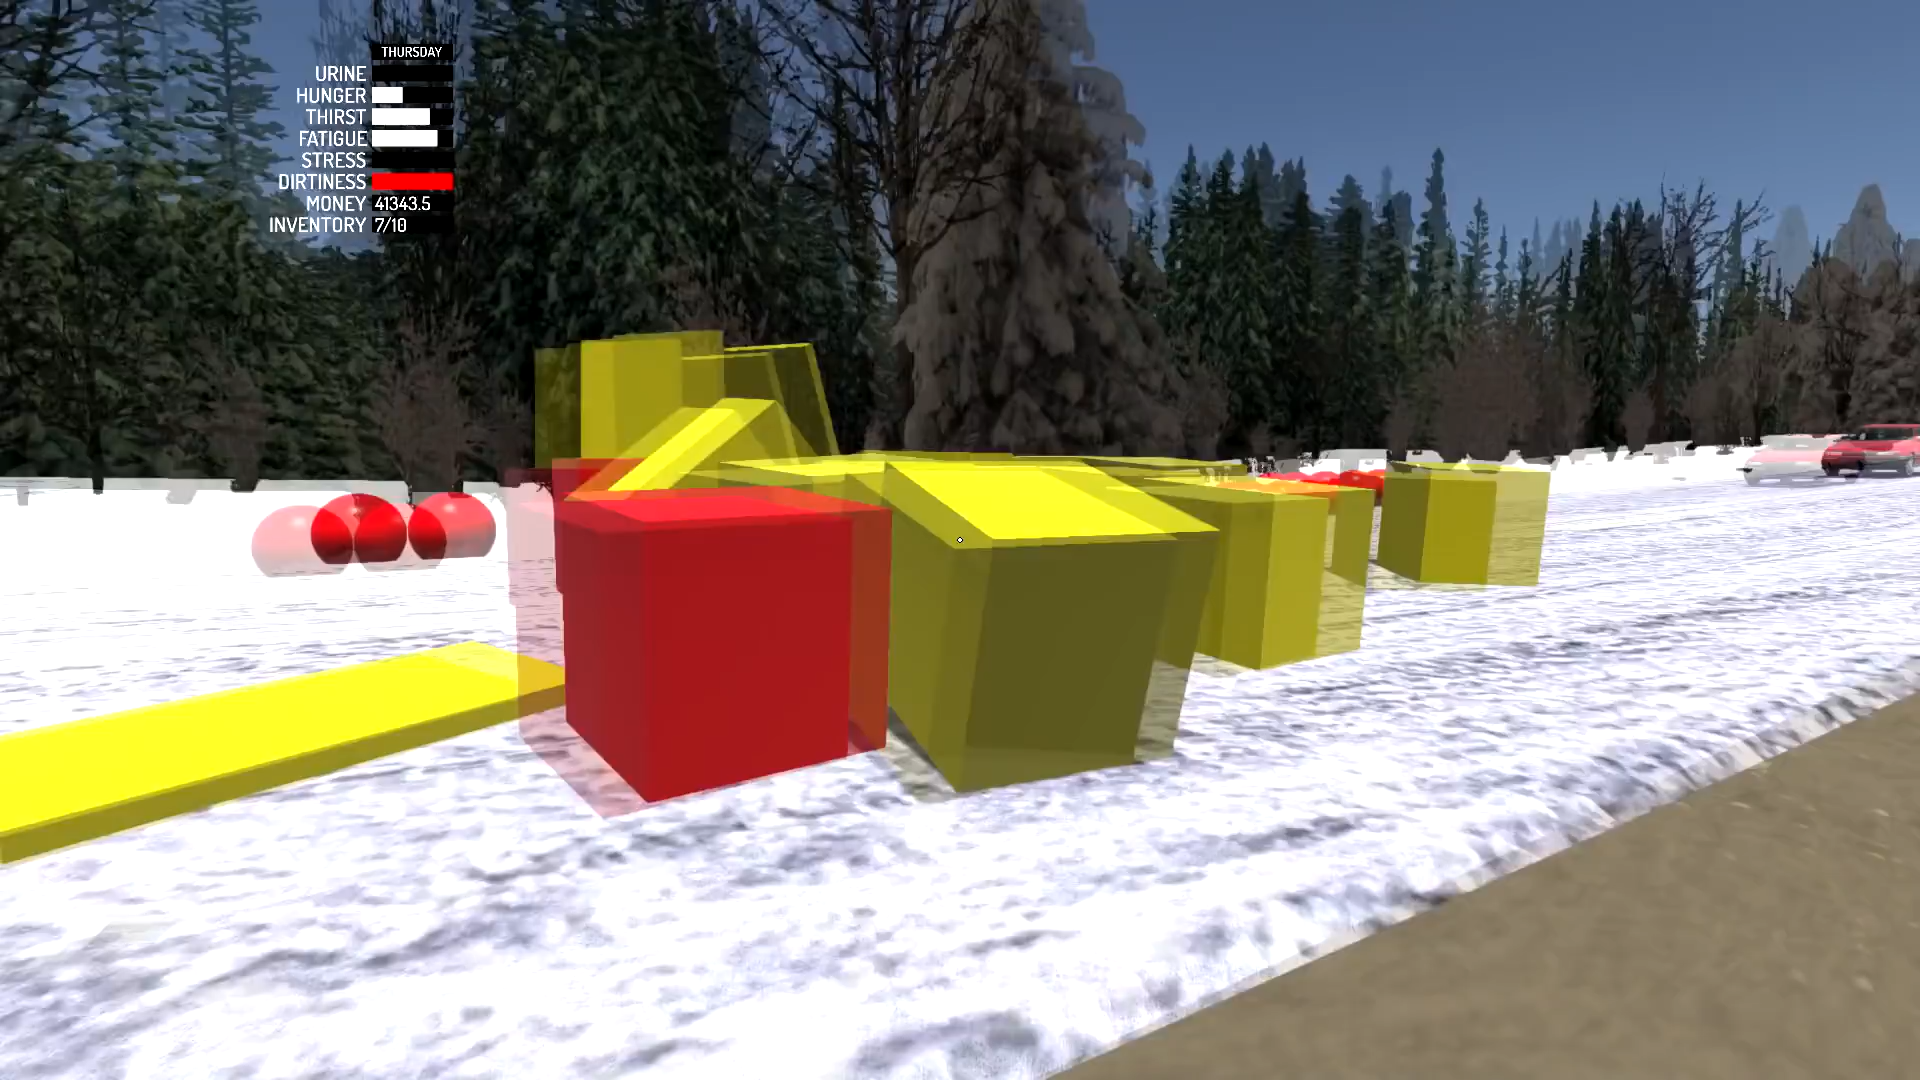 THURSDAY
URINE
HUNGER
THIRST
FATIGUE
STRESS
DIRTINESS
MONEY 41343.5
INVENTORY 7/10